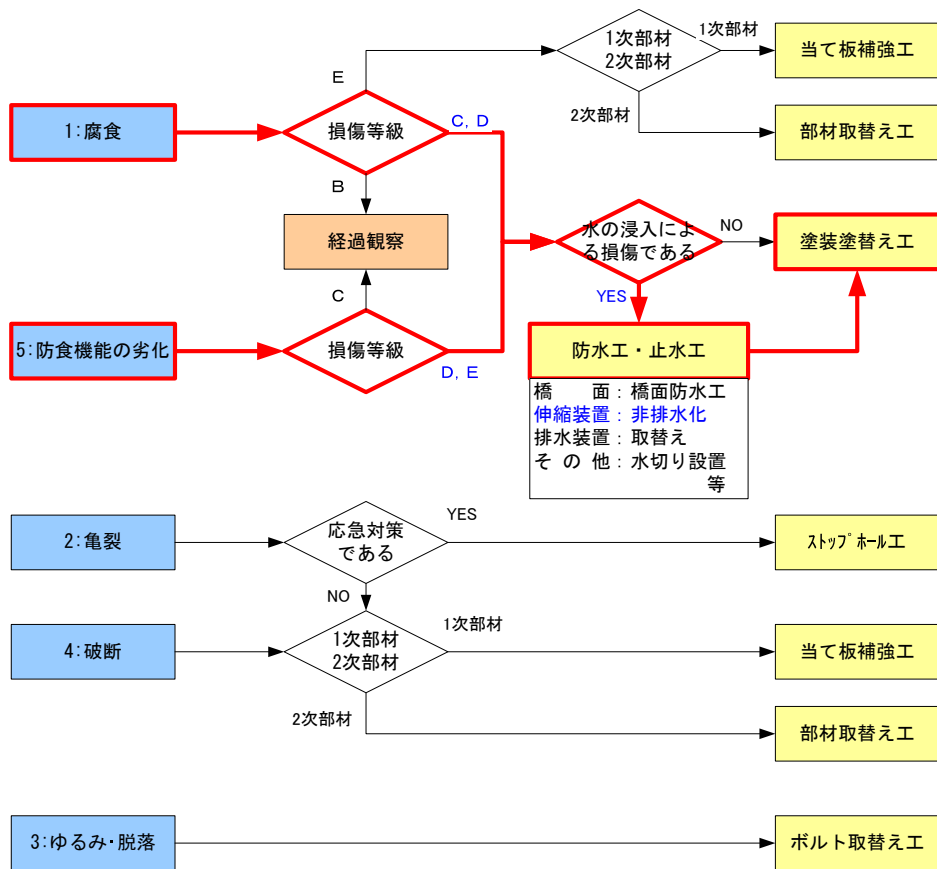 1次部材
2次部材
1次部材
当て板補強工
E
2次部材
部材取替え工
1:腐食
損傷等級
C, D
B
経過観察
水の浸入によ
る損傷である
NO
塗装塗替え工
YES
C
5:防食機能の劣化
損傷等級
D, E
防水工・止水工
橋　　面：橋面防水工
伸縮装置：非排水化
排水装置：取替え
そ の 他：水切り設置
等
2:亀裂
応急対策
である
YES
ストップホール工
NO
4:破断
1次部材
2次部材
1次部材
当て板補強工
2次部材
部材取替え工
3:ゆるみ・脱落
ボルト取替え工